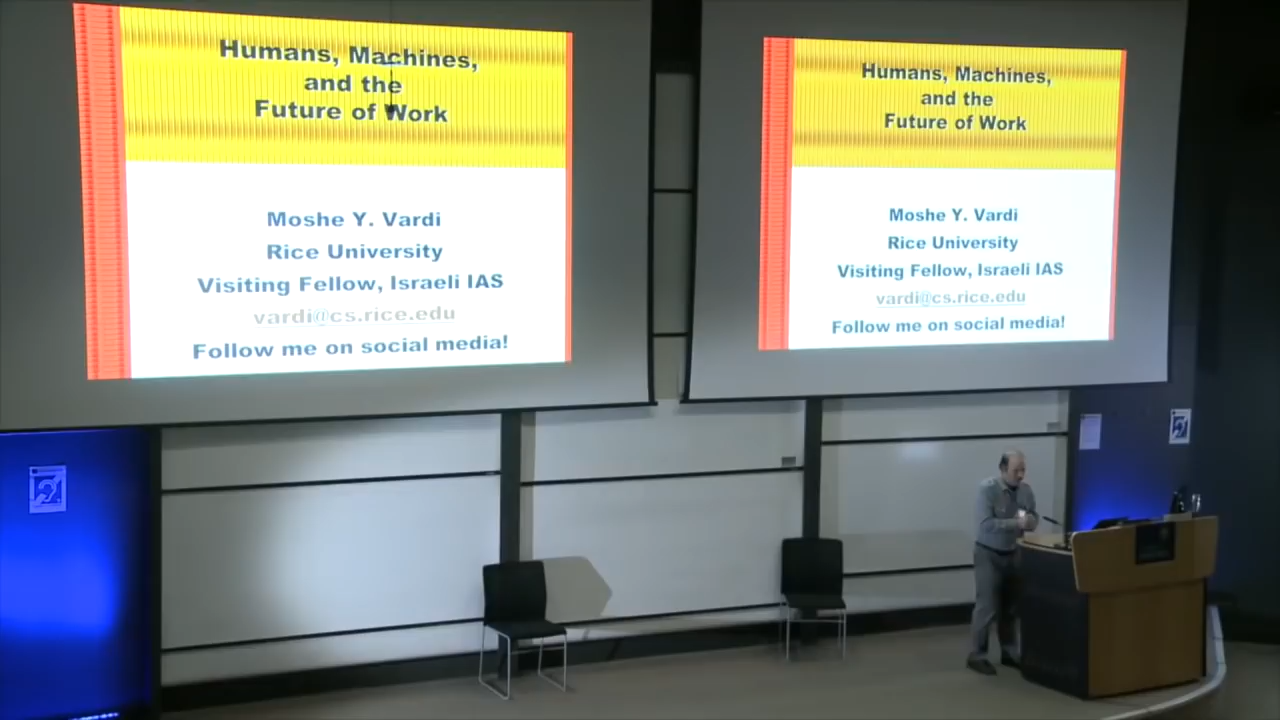 Humans, Machines,
and the
Future of Work
Moshe Y. Vardi
Rice University
Visiting Fellow, Israeli IAS
vardi@cs.rice.edu
Follow me on social media!
Humans, Machines,
and the
Future of Work
Moshe Y. Vardi
Rice University
Visiting Fellow, Israeli IAS
vardi@cs.rice.edu
Follow me on social media!